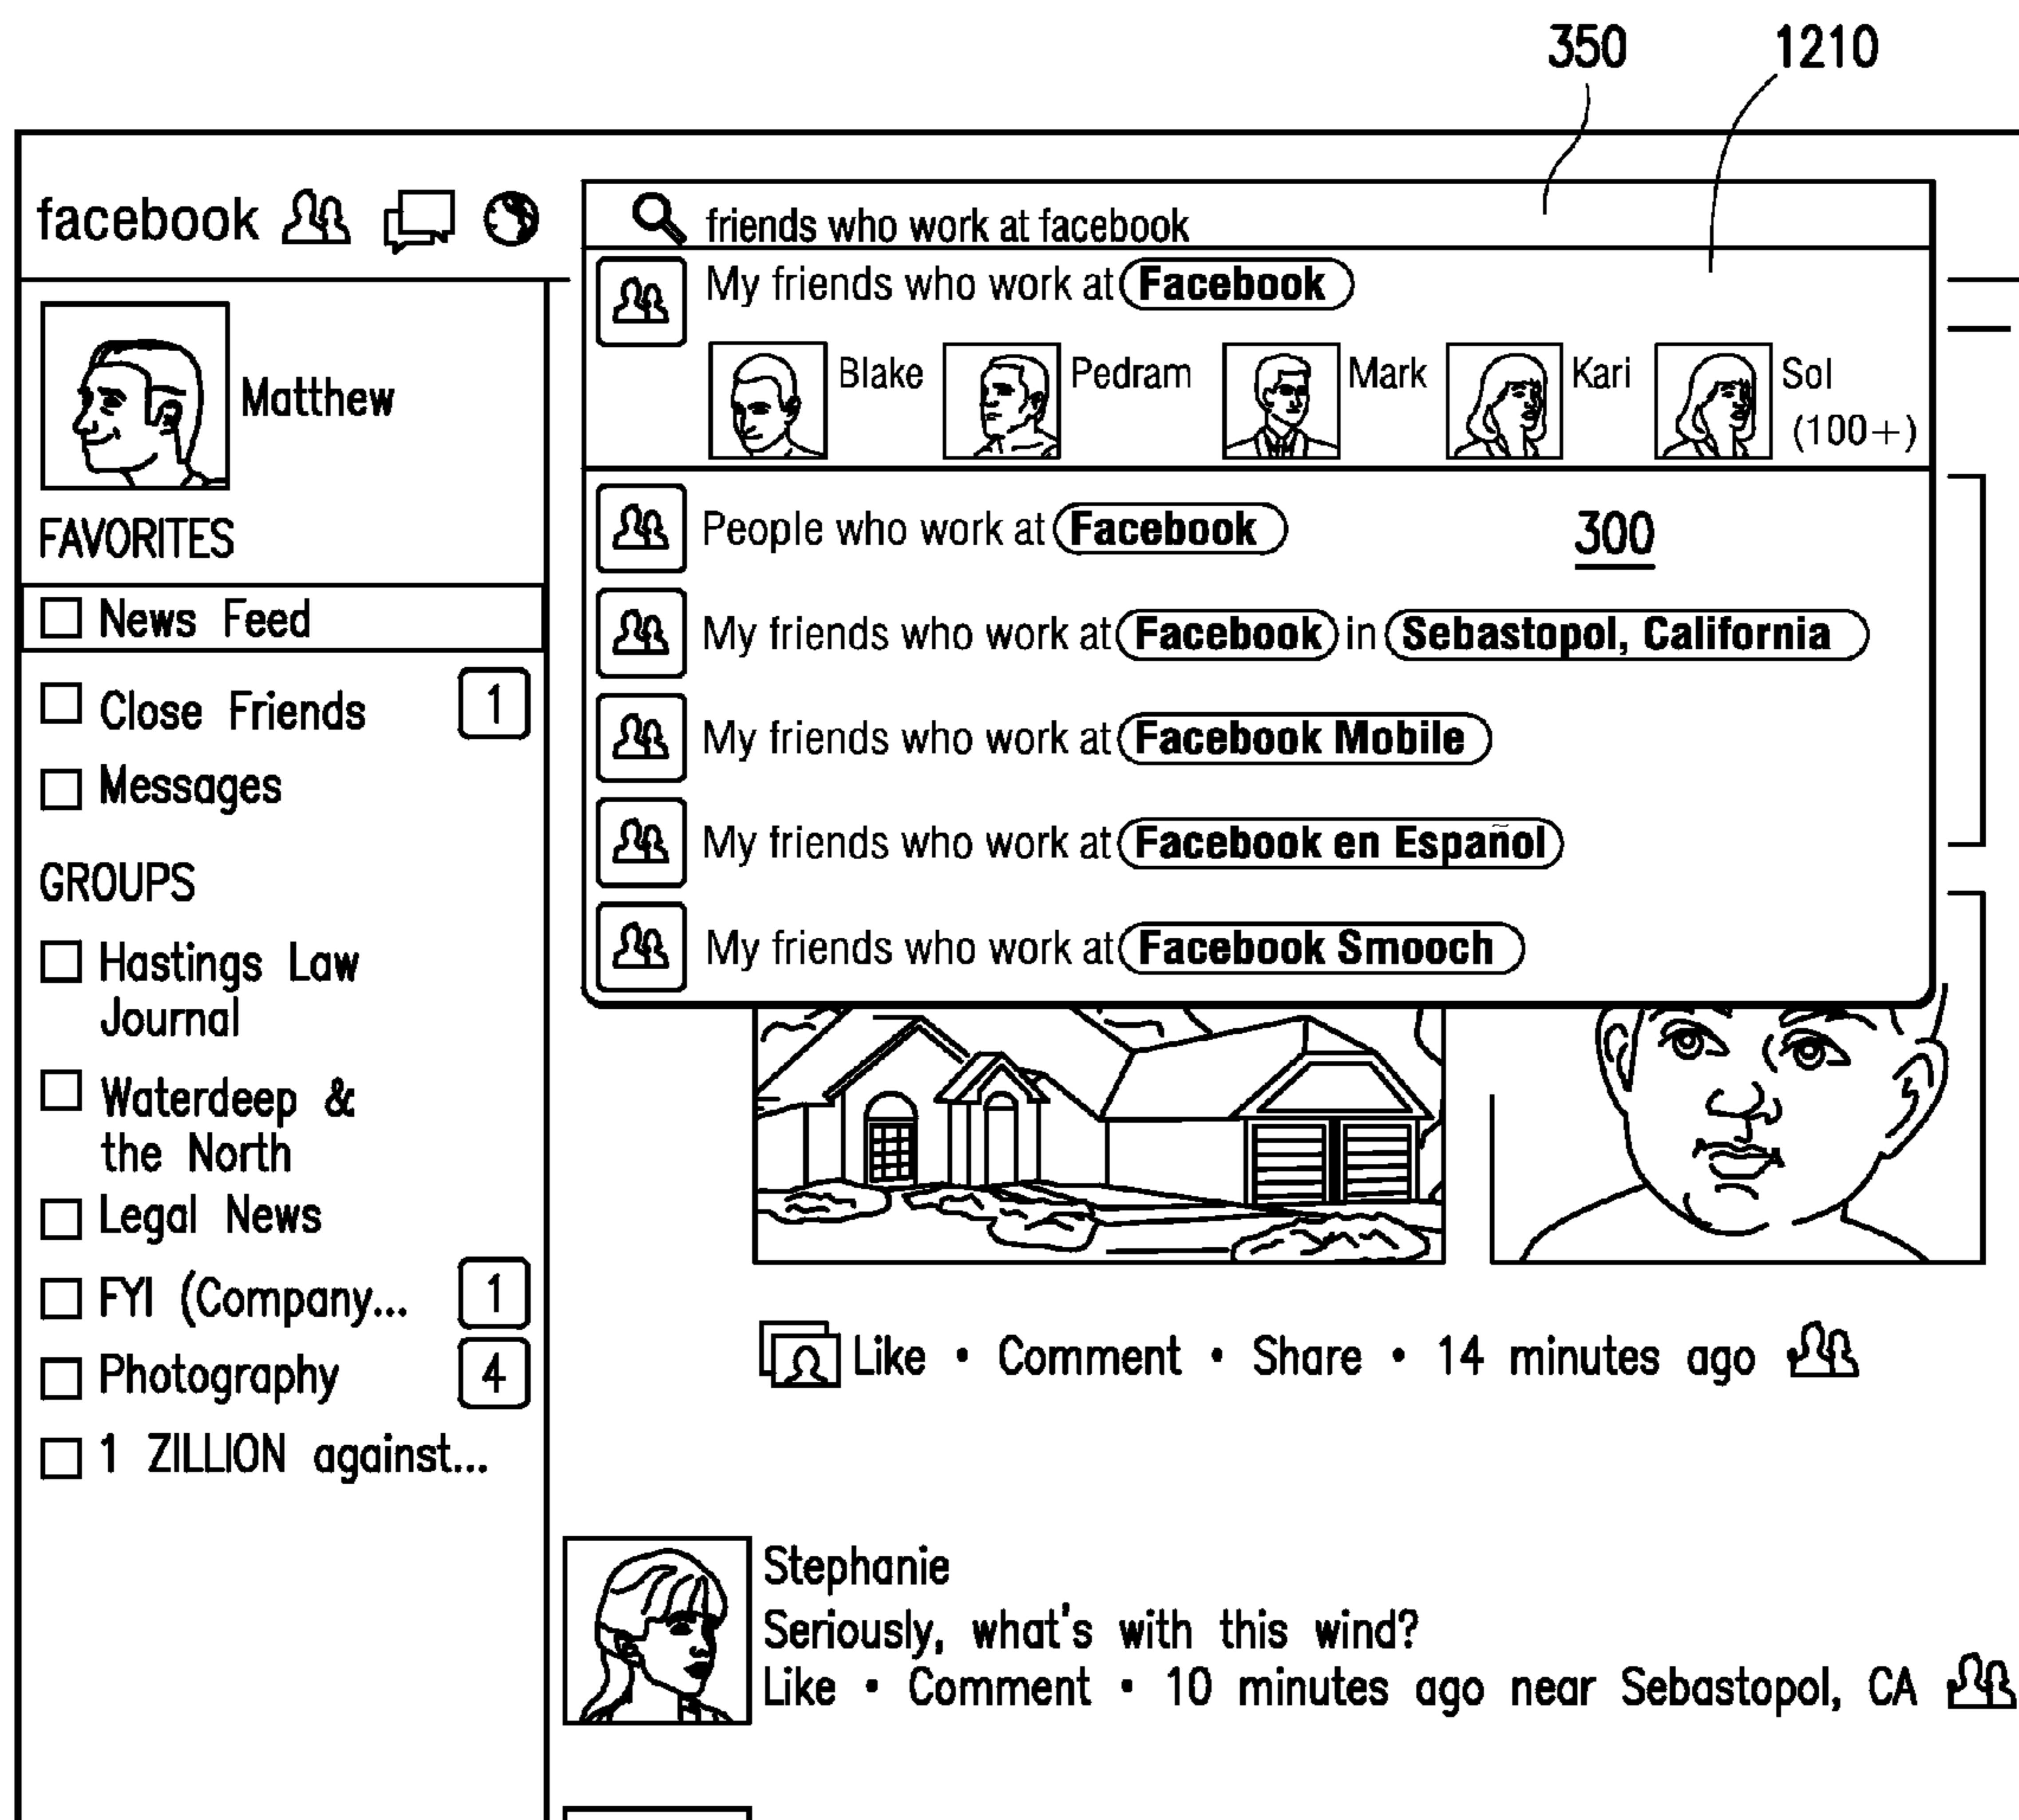 350 1210
facebook
friends who work at facebook
My friends who work at Facebook
Blake Pedram Mark Kari Sol
(100+)
People who work at Facebook
300
My friends who work at Facebook in Sebastopol, California
My friends who work at Facebook Mobile
My friends who work at Facebook en Español
My friends who work at Facebook Smooch
Matthew
FAVORITES
News Feed
Close Friends 1
Messages
GROUPS
Hastings Law
Journal
Waterdeep &
the North
Legal News
FYI (Company... 1
Photography 4
1 ZILLION against...
Like • Comment • Share • 14 minutes ago
Stephanie
Seriously, what's with this wind?
Like • Comment • 10 minutes ago near Sebastopol, CA